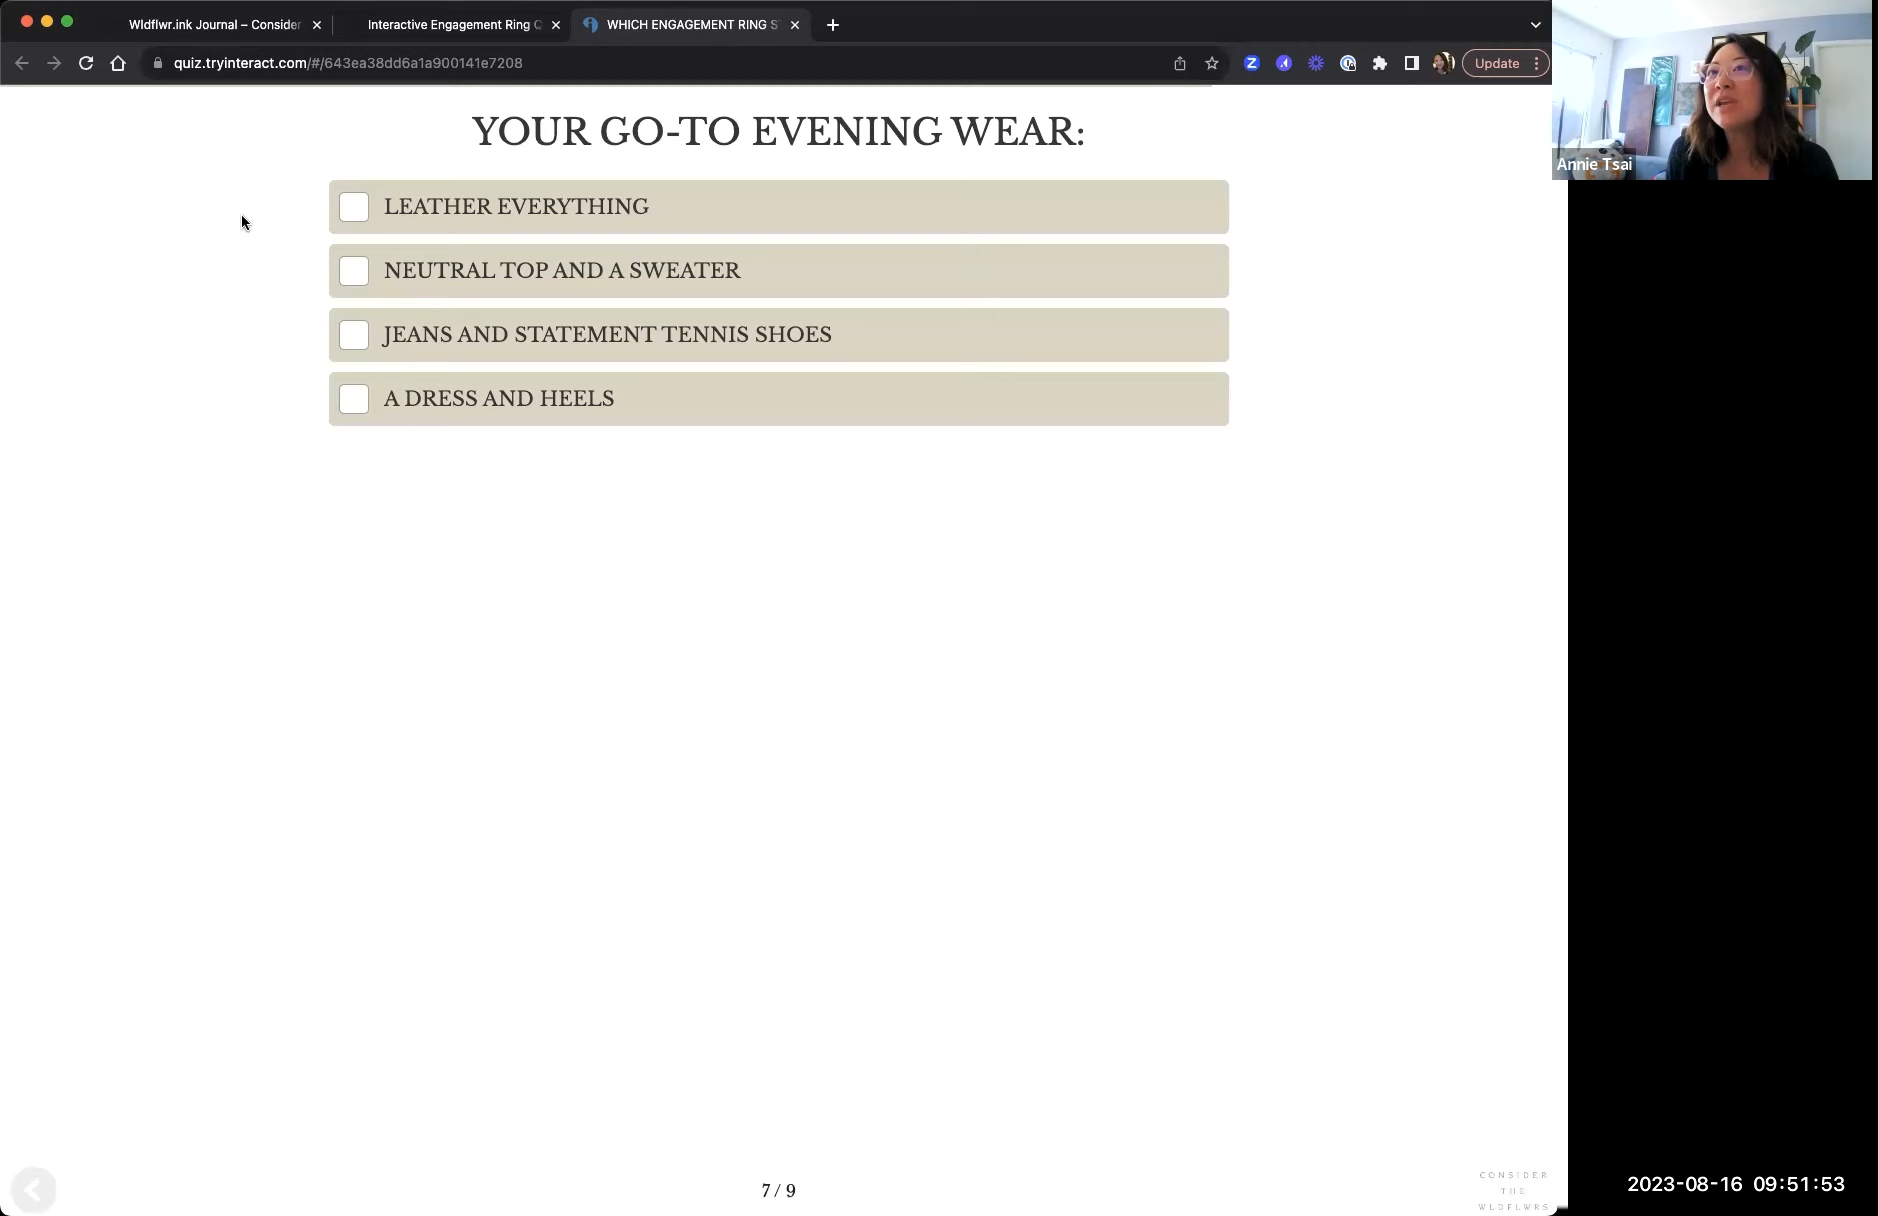 Wldflwr.ink Journal – Consider
Interactive Engagement Ring Q
WHICH ENGAGEMENT RING S
quiz.tryinteract.com/#/643ea38dd6a1a900141e7208
Update
Annie Tsai
YOUR GO-TO EVENING WEAR:
LEATHER EVERYTHING
NEUTRAL TOP AND A SWEATER
JEANS AND STATEMENT TENNIS SHOES
A DRESS AND HEELS
7 / 9
CONSIDER
THE
WLDFLWRS
2023-08-16 09:51:53